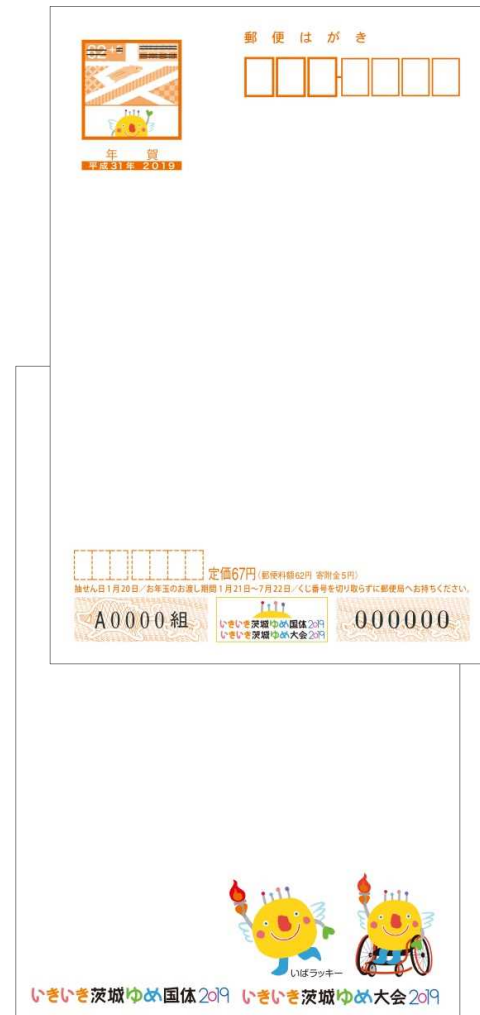 郵便はがき
62
年賀
平成31年 2019
定価67円(郵便料額62円 寄附金5円)
抽せん日1月20日/お年玉のお渡し期間1月21日~7月22日/くじ番号を切り取らずに郵便局へお持ちください。
A0000組
いきいき茨城ゆめ国体2019
いきいき茨城ゆめ大会2019
000000
いばラッキー
いきいき茨城ゆめ国体2019 いきいき茨城ゆめ大会2019